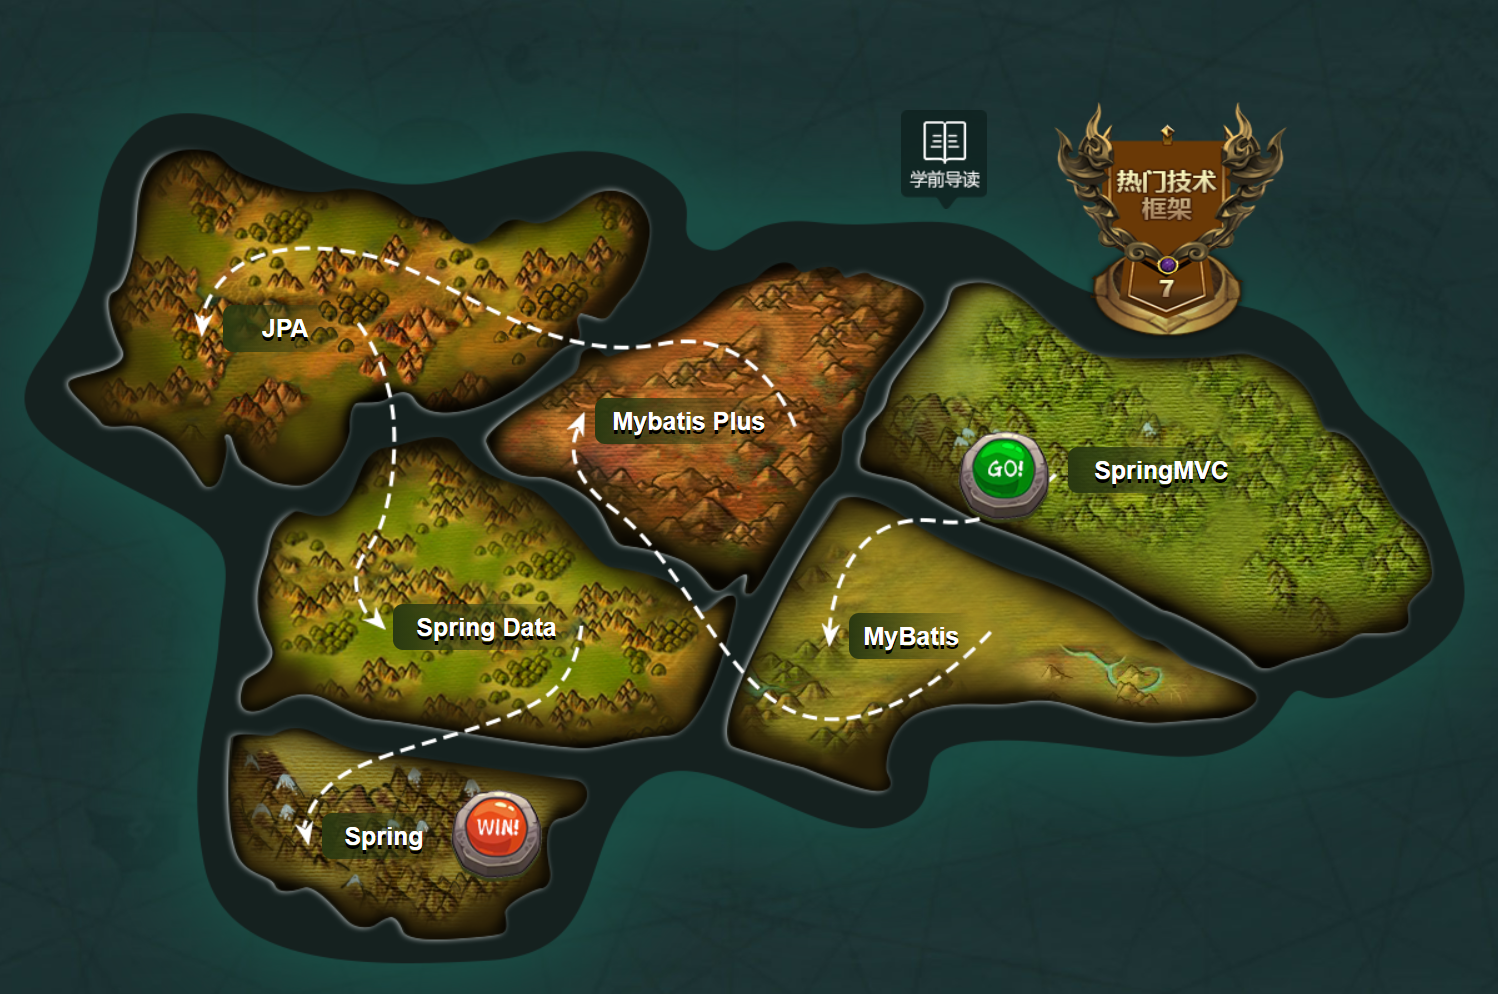 学前导读
热门技术
框架
7
JPA
Mybatis Plus
GO!
SpringMVC
Spring Data
MyBatis
Spring
WIN!